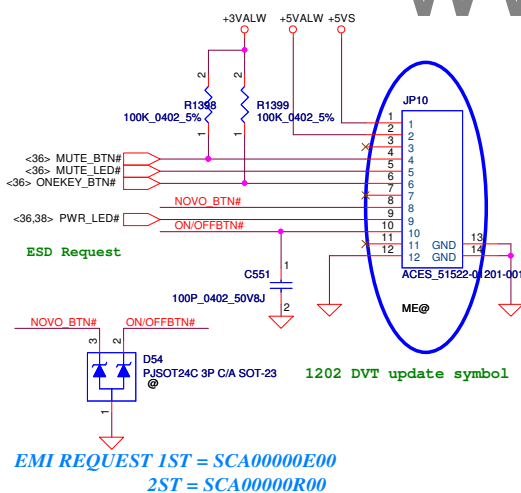 +3VALW
+5VALW
+5VS
2
R1398
100K_0402_5%
1
2
R1399
100K_0402_5%
1
JP10
<36> MUTE_BTN#
<36> MUTE_LED#
<36> ONEKEY_BTN#
NOVO_BTN#
<36,38> PWR_LED#
ON/OFFBTN#
1 1
2 2
3 3
4 4
5 5
6 6
7 7
8 8
9 9
10 10
11 11
12 12
GND 13
GND 14
ACES_51522-01201-001
ME@
ESD Request
C551
1
100P_0402_50V8J
2
NOVO_BTN#
ON/OFFBTN#
3
2
D54
PJSOT24C 3P C/A SOT-23
@
1
1202 DVT update symbol
EMI REQUEST 1ST = SCA00000E00
2ST = SCA00000R00